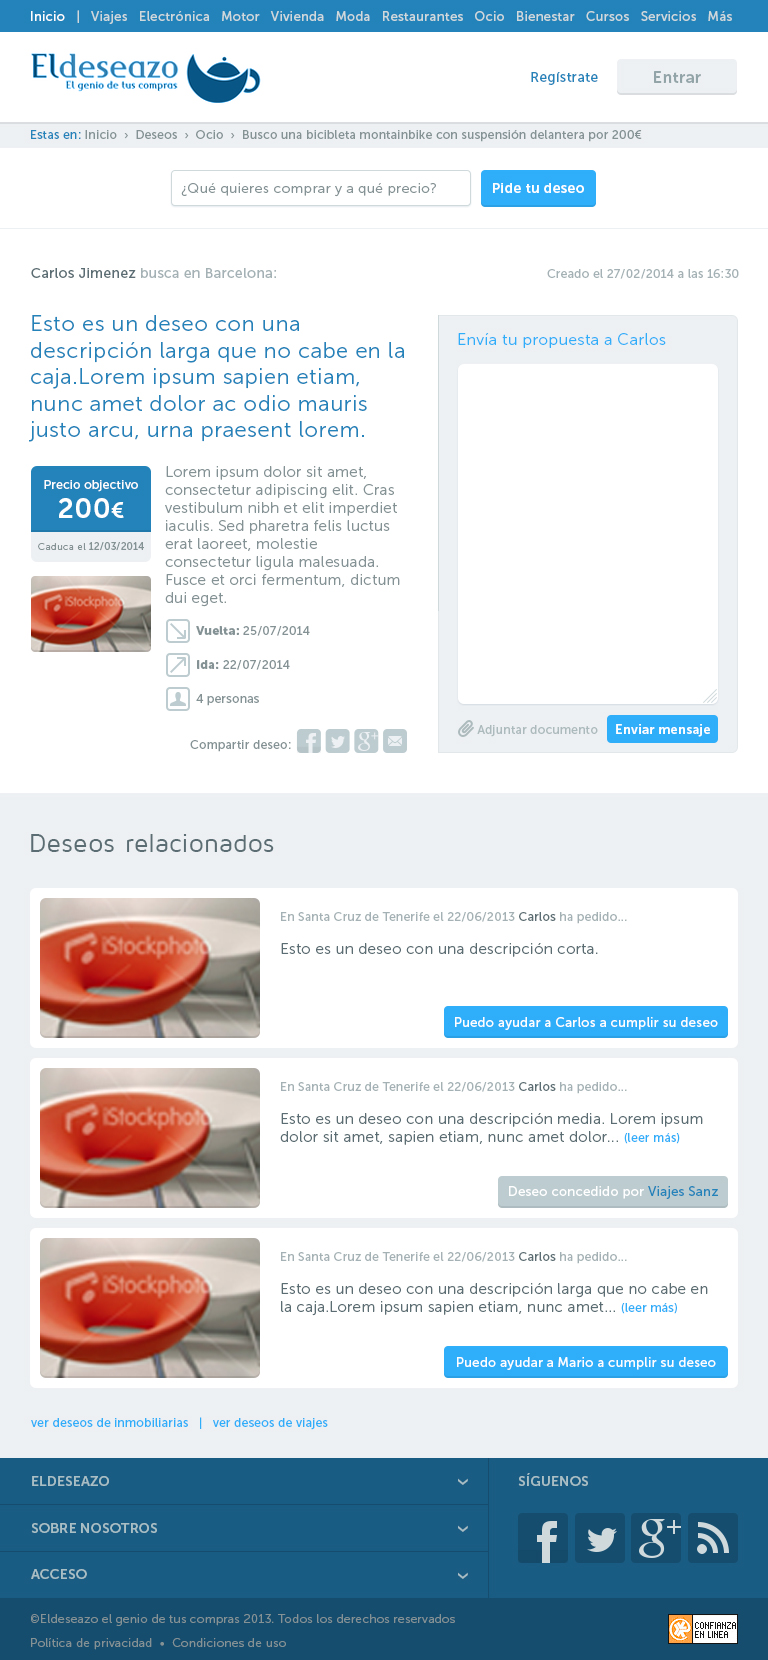 Inicio | Viajes Electrónica Motor Vivienda Moda Restaurantes Ocio Bienestar Cursos Servicios Más
Eldeseazo
El genio de tus compras
Regístrate
Entrar
Estas en: Inicio › Deseos › Ocio › Busco una bicibleta montainbike con suspensión delantera por 200€
¿Qué quieres comprar y a qué precio?
Pide tu deseo
Carlos Jimenez busca en Barcelona:
Creado el 27/02/2014 a las 16:30
Esto es un deseo con una
descripción larga que no cabe en la
caja.Lorem ipsum sapien etiam,
nunc amet dolor ac odio mauris
justo arcu, urna praesent lorem.
Precio objectivo
200€
Caduca el 12/03/2014
iStockphoto
Lorem ipsum dolor sit amet,
consectetur adipiscing elit. Cras
vestibulum nibh et elit imperdiet
iaculis. Sed pharetra felis luctus
erat laoreet, molestie
consectetur ligula malesuada.
Fusce et orci fermentum, dictum
dui eget.
Vuelta: 25/07/2014
Ida: 22/07/2014
4 personas
Compartir deseo:
Envía tu propuesta a Carlos
Adjuntar documento
Enviar mensaje
Deseos relacionados
iStockphoto
En Santa Cruz de Tenerife el 22/06/2013 Carlos ha pedido...
Esto es un deseo con una descripción corta.
Puedo ayudar a Carlos a cumplir su deseo
iStockphoto
En Santa Cruz de Tenerife el 22/06/2013 Carlos ha pedido...
Esto es un deseo con una descripción media. Lorem ipsum
dolor sit amet, sapien etiam, nunc amet dolor... (leer más)
Deseo concedido por Viajes Sanz
iStockphoto
En Santa Cruz de Tenerife el 22/06/2013 Carlos ha pedido...
Esto es un deseo con una descripción larga que no cabe en
la caja.Lorem ipsum sapien etiam, nunc amet... (leer más)
Puedo ayudar a Mario a cumplir su deseo
ver deseos de inmobiliarias | ver deseos de viajes
ELDESEAZO
SOBRE NOSOTROS
ACCESO
SÍGUENOS
©Eldeseazo el genio de tus compras 2013. Todos los derechos reservados
Política de privacidad • Condiciones de uso
CONFIANZA
EN LINEA